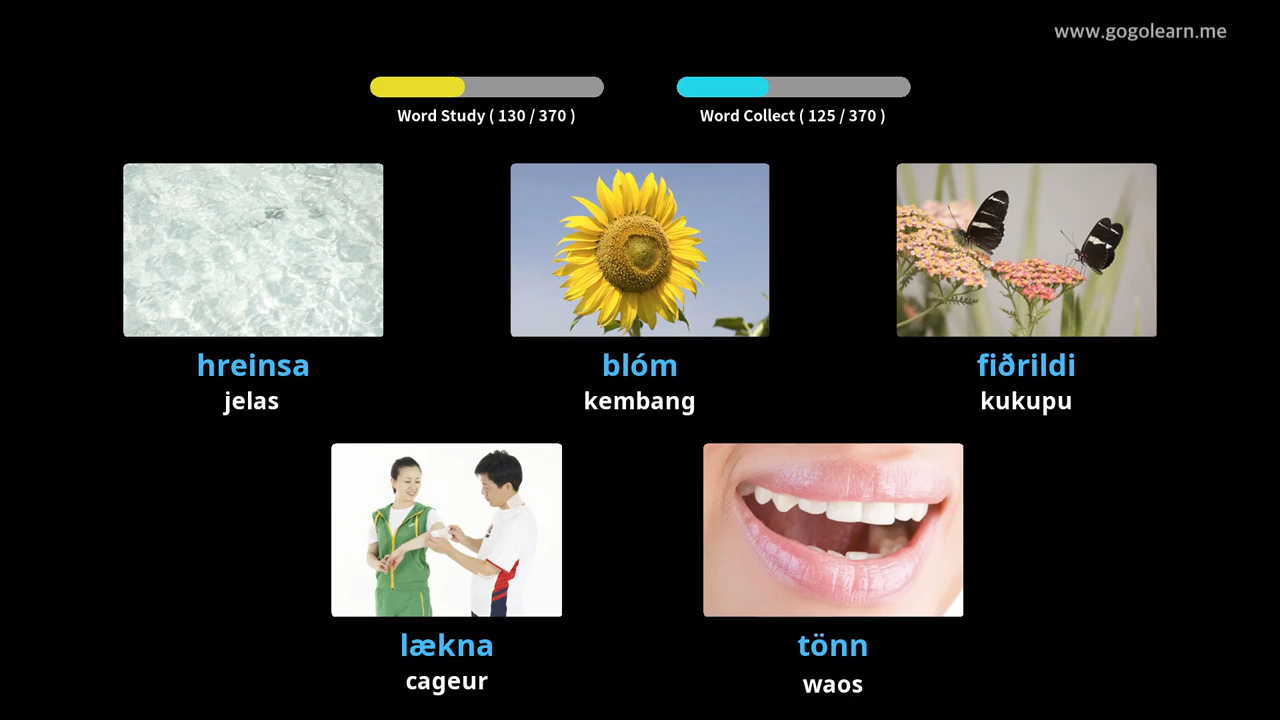 www.gogolearn.me
Word Study ( 130 / 370 )
Word Collect ( 125 / 370 )
hreinsa
jelas
blóm
kembang
fiðrildi
kukupu
lækna
cageur
tönn
waos